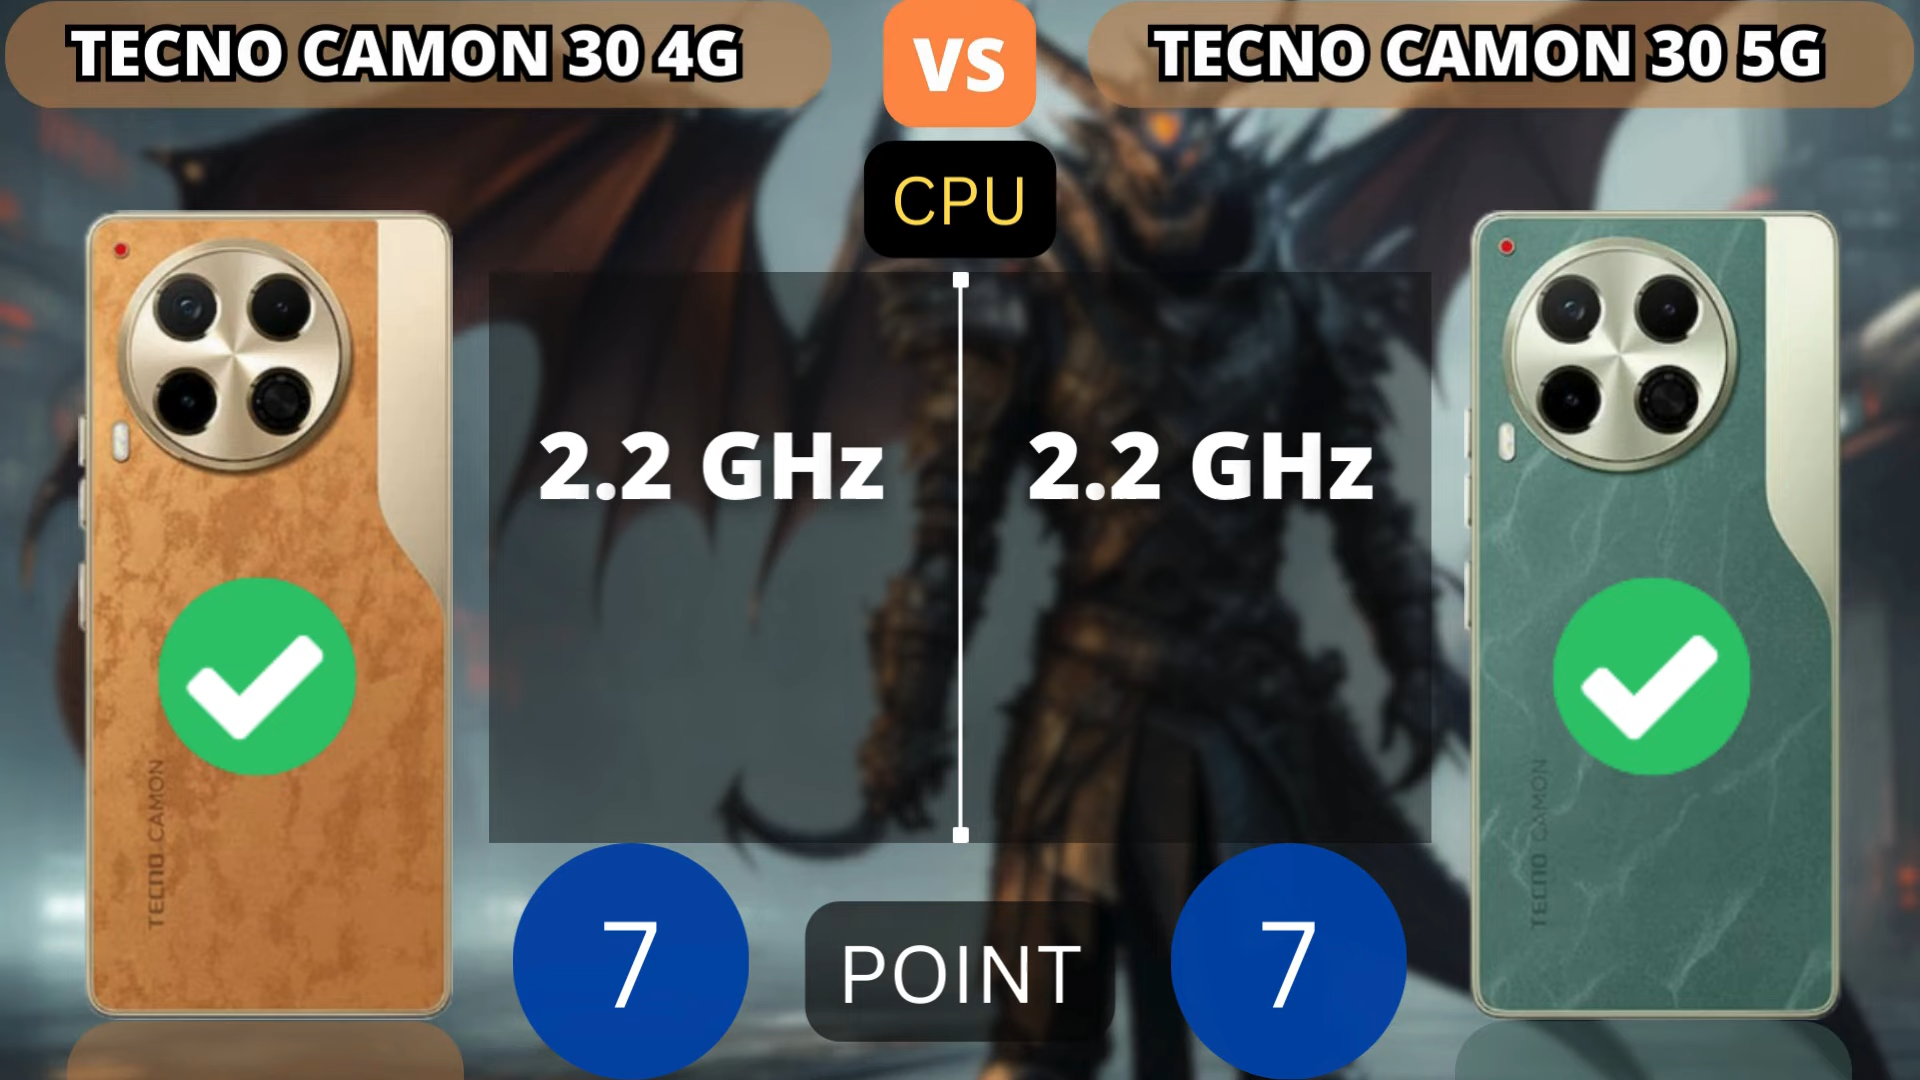 TECNO CAMON 30 4G
VS
TECNO CAMON 30 5G
CPU
2.2 GHz
2.2 GHz
TECNO CAMON
TECNO CAMON
7
POINT
7